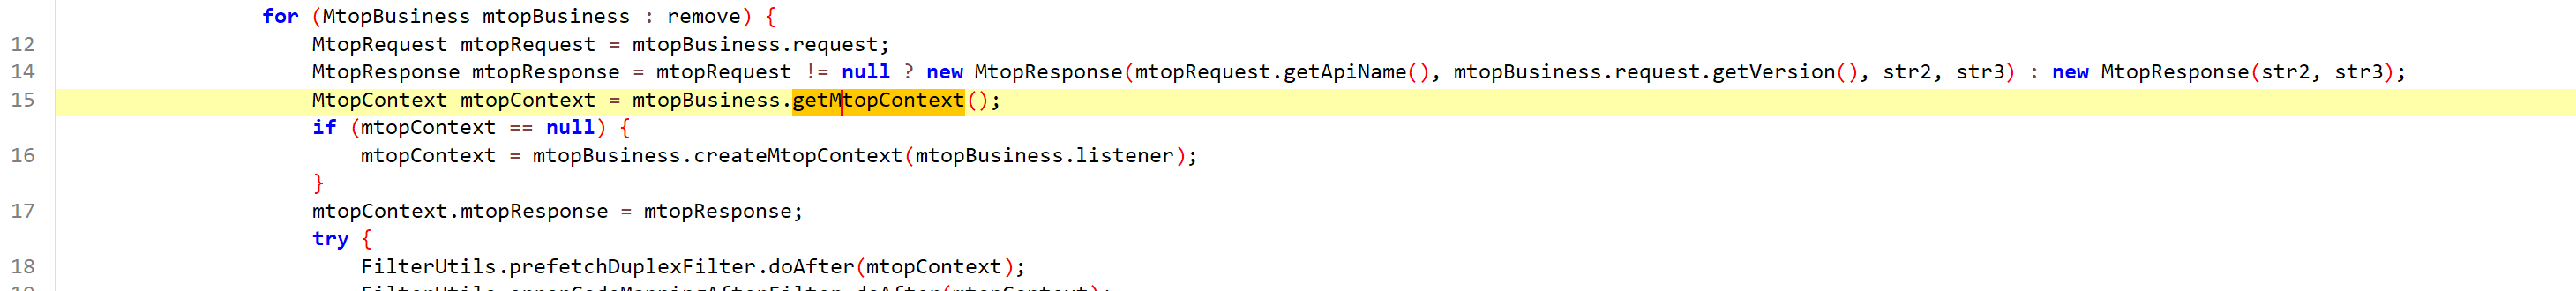 for (MtopBusiness mtopBusiness : remove) {
12 MtopRequest mtopRequest = mtopBusiness.request;
14 MtopResponse mtopResponse = mtopRequest != null ? new MtopResponse(mtopRequest.getApiName(), mtopBusiness.request.getVersion(), str2, str3) : new MtopResponse(str2, str3);
15 MtopContext mtopContext = mtopBusiness.getMtopContext();
if (mtopContext == null) {
16 mtopContext = mtopBusiness.createMtopContext(mtopBusiness.listener);
}
17 mtopContext.mtopResponse = mtopResponse;
try {
18 FilterUtils.prefetchDuplexFilter.doAfter(mtopContext);